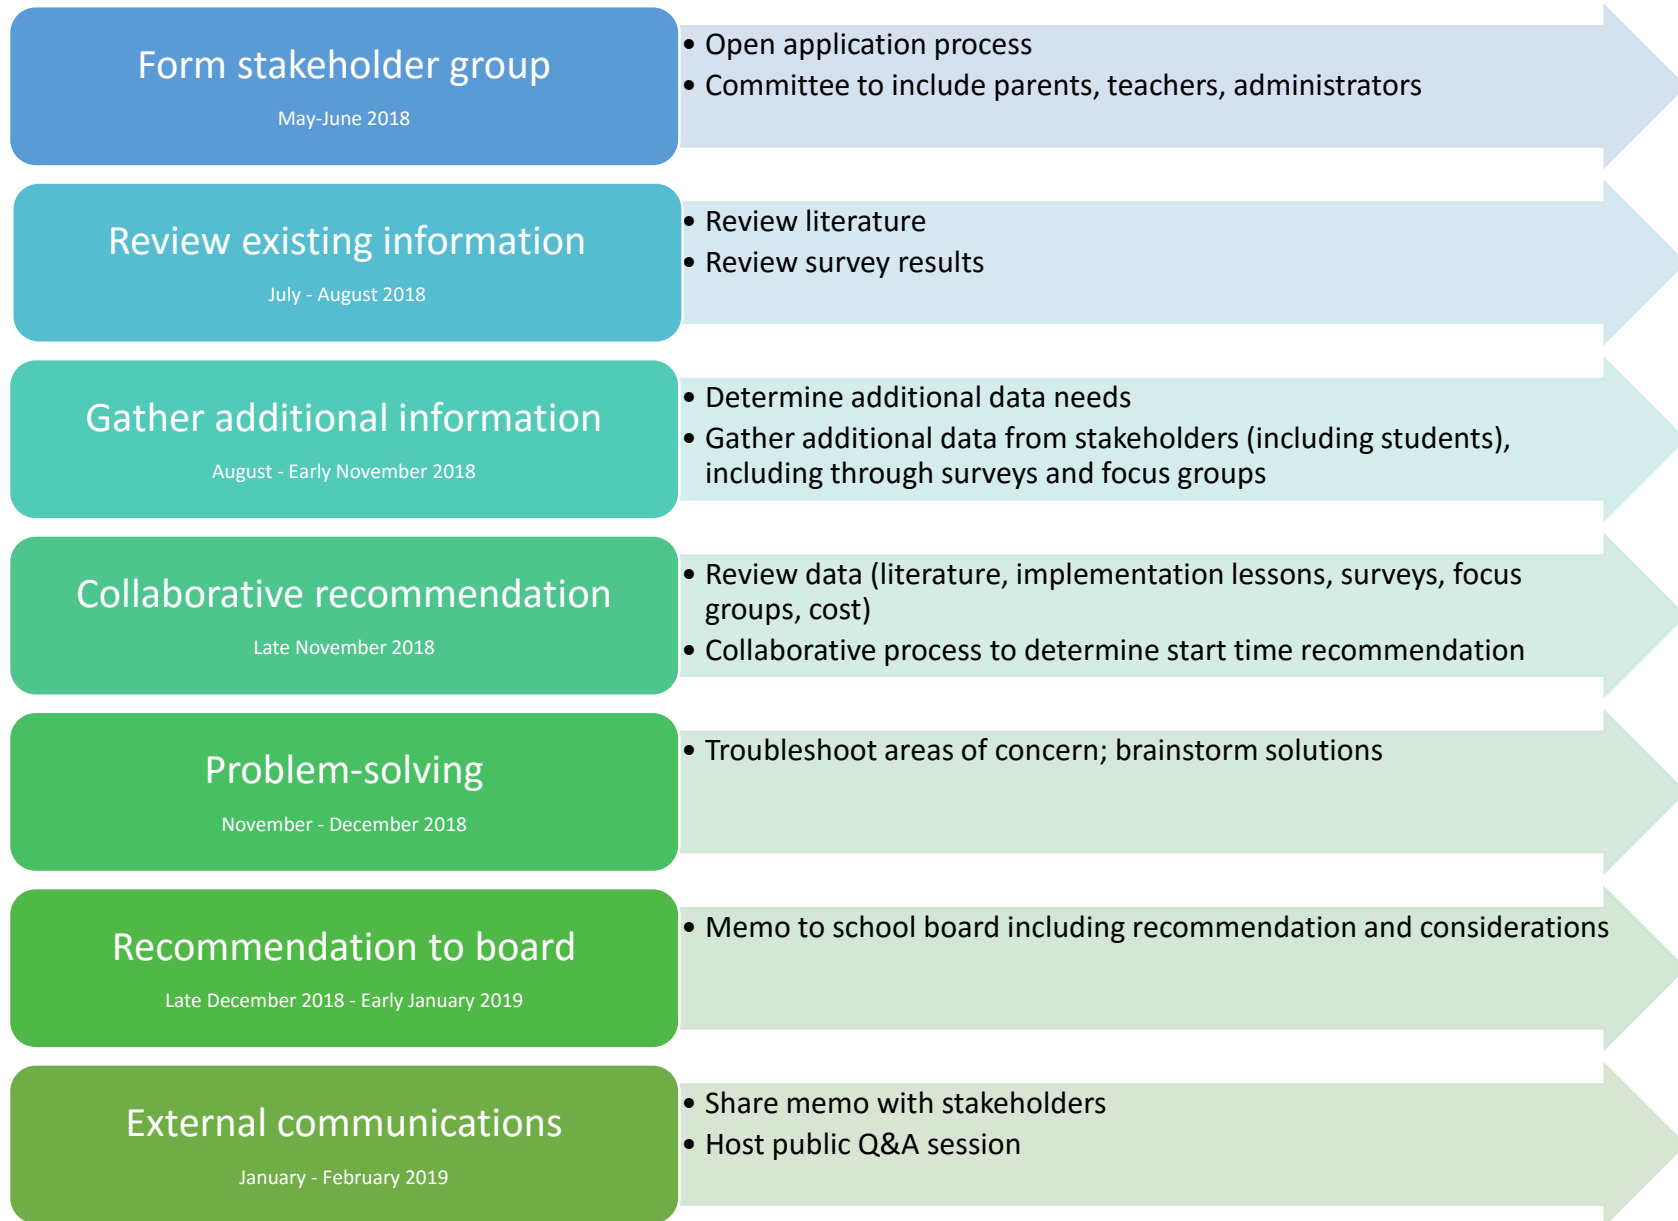 Form stakeholder group
May-June 2018
• Open application process
• Committee to include parents, teachers, administrators
Review existing information
July - August 2018
• Review literature
• Review survey results
Gather additional information
August - Early November 2018
• Determine additional data needs
• Gather additional data from stakeholders (including students),
including through surveys and focus groups
Collaborative recommendation
Late November 2018
• Review data (literature, implementation lessons, surveys, focus
groups, cost)
• Collaborative process to determine start time recommendation
Problem-solving
November - December 2018
• Troubleshoot areas of concern; brainstorm solutions
Recommendation to board
Late December 2018 - Early January 2019
• Memo to school board including recommendation and considerations
External communications
January - February 2019
• Share memo with stakeholders
• Host public Q&A session